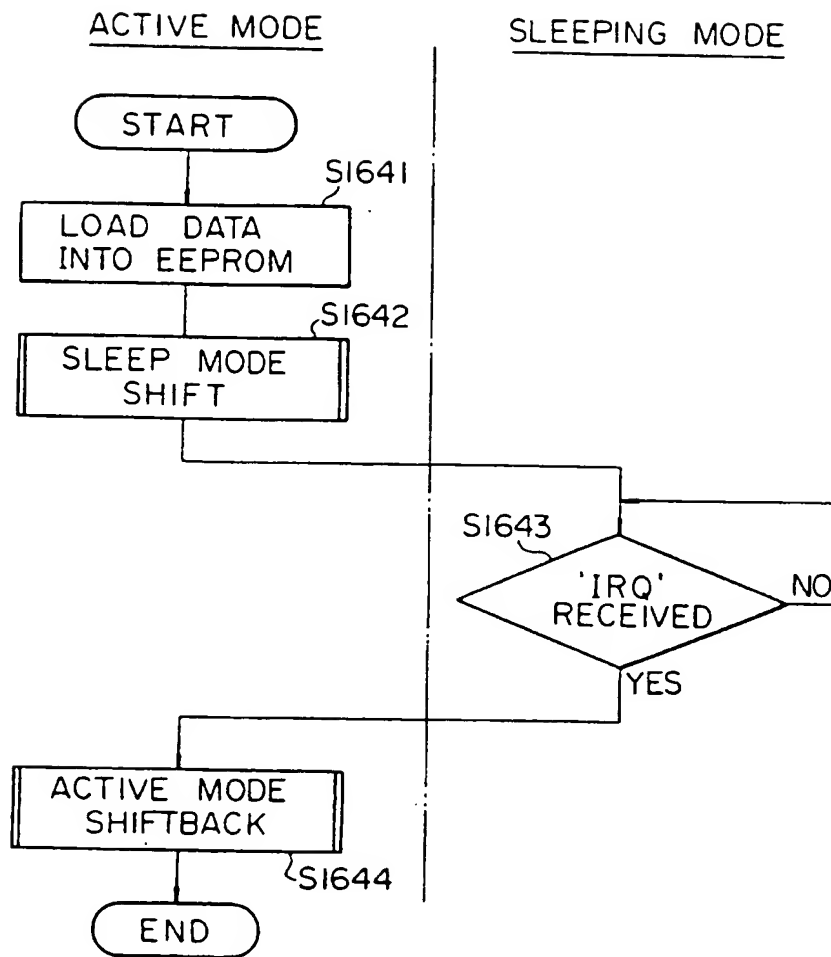 ACTIVE MODE
SLEEPING MODE
START
S1641
LOAD DATA
INTO EEPROM
S1642
SLEEP MODE
SHIFT
S1643
'IRQ'
RECEIVED
NO
YES
ACTIVE MODE
SHIFTBACK
S1644
END